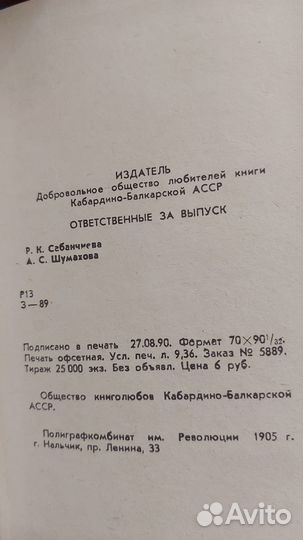 ИЗДАТЕЛЬ
Добровольное общество любителей книги
Кабардино-Балкарской АССР
ОТВЕТСТВЕННЫЕ ЗА ВЫПУСК
Р. К. Сабанчиева
А. С. Шумахова
Р13
З—89
Подписано в печать 27.08.90. Формат 70×90 1/32.
Печать офсетная. Усл. печ. л. 9,36. Заказ № 5889.
Тираж 25 000 экз. Без объявл. Цена 6 руб.
Общество книголюбов Кабардино-Балкарской
АССР.
Полиграфкомбинат им. Революции 1905 г.
г. Нальчик, пр. Ленина, 33
Avito